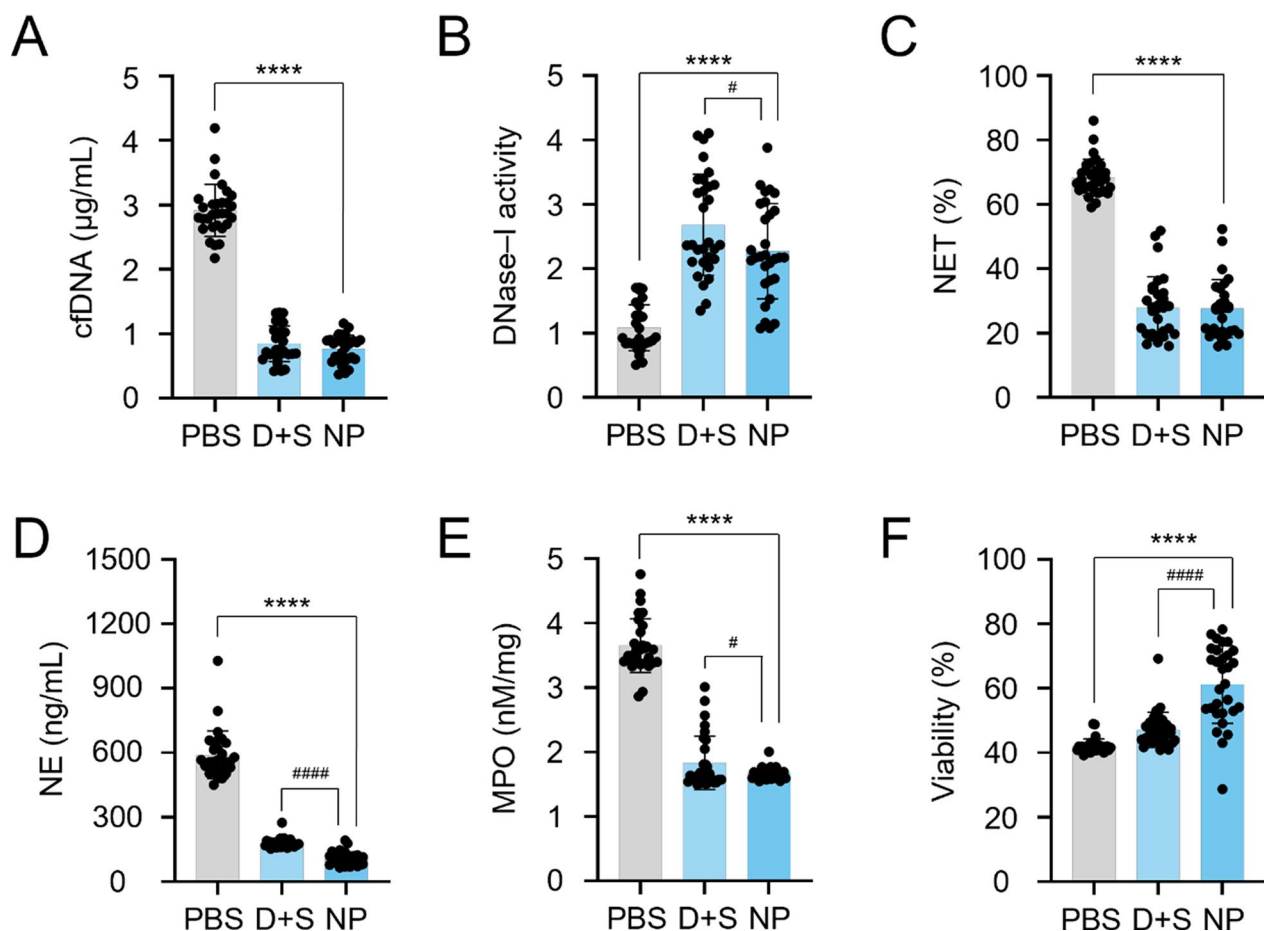 A
cfDNA (µg/mL)
5
4
3
2
1
0
****
PBS D+S NP
B
DNase–I activity
5
4
3
2
1
0
****
#
PBS D+S NP
C
NET (%)
100
80
60
40
20
0
****
PBS D+S NP
D
NE (ng/mL)
1500
1200
900
600
300
0
****
####
PBS D+S NP
E
MPO (nM/mg)
5
4
3
2
1
0
****
#
PBS D+S NP
F
Viability (%)
100
80
60
40
20
0
****
####
PBS D+S NP